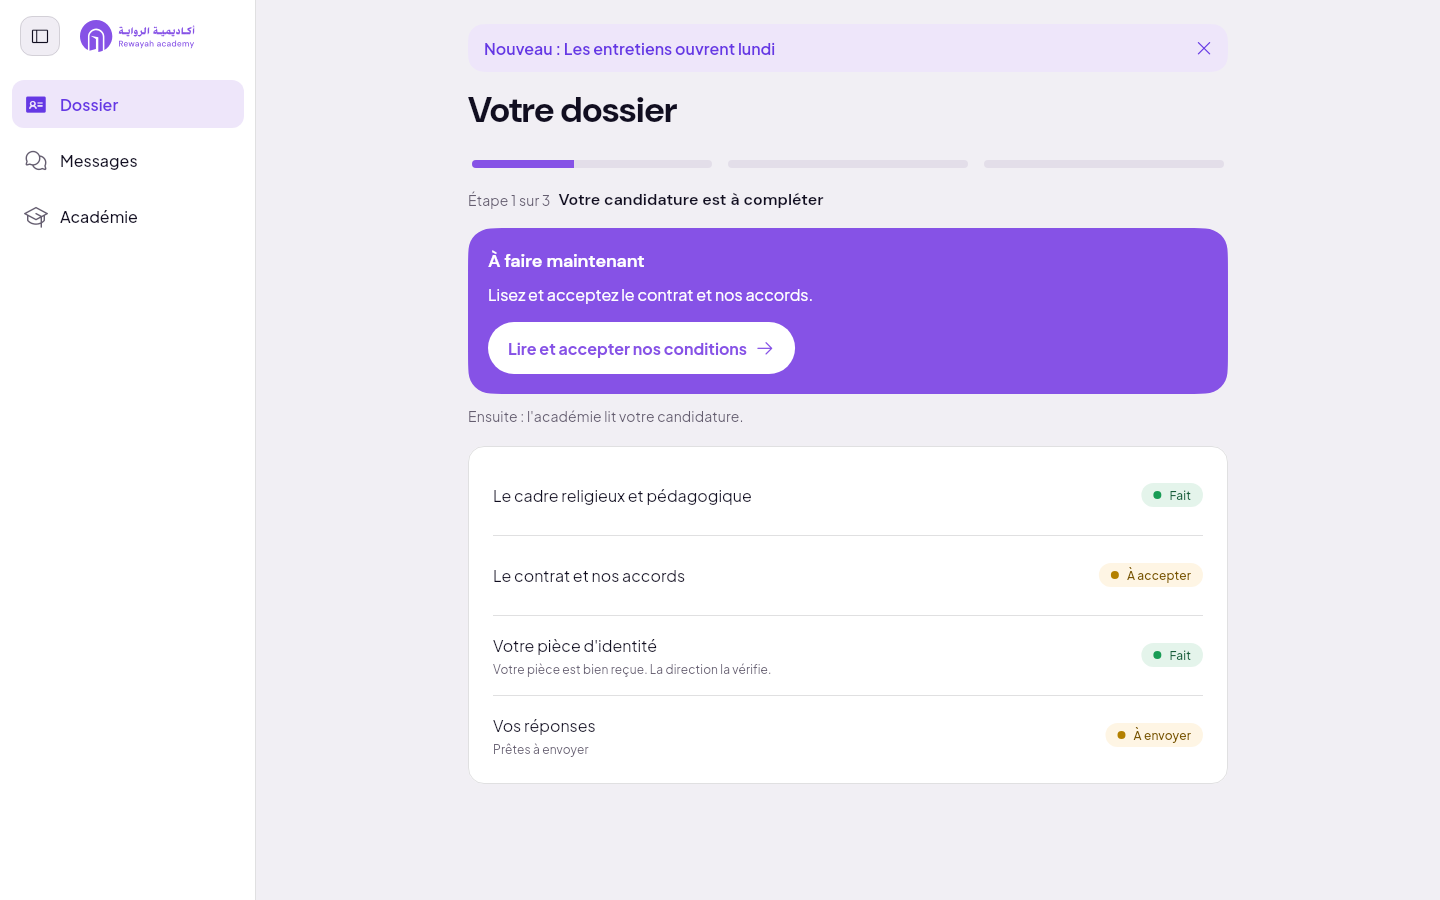 أكاديمية الرواية
Rewayah academy
Dossier
Messages
Académie
Nouveau : Les entretiens ouvrent lundi
Votre dossier
Étape 1 sur 3 Votre candidature est à compléter
À faire maintenant
Lisez et acceptez le contrat et nos accords.
Lire et accepter nos conditions
Ensuite : l'académie lit votre candidature.
Le cadre religieux et pédagogique
Fait
Le contrat et nos accords
À accepter
Votre pièce d'identité
Votre pièce est bien reçue. La direction la vérifie.
Fait
Vos réponses
Prêtes à envoyer
À envoyer